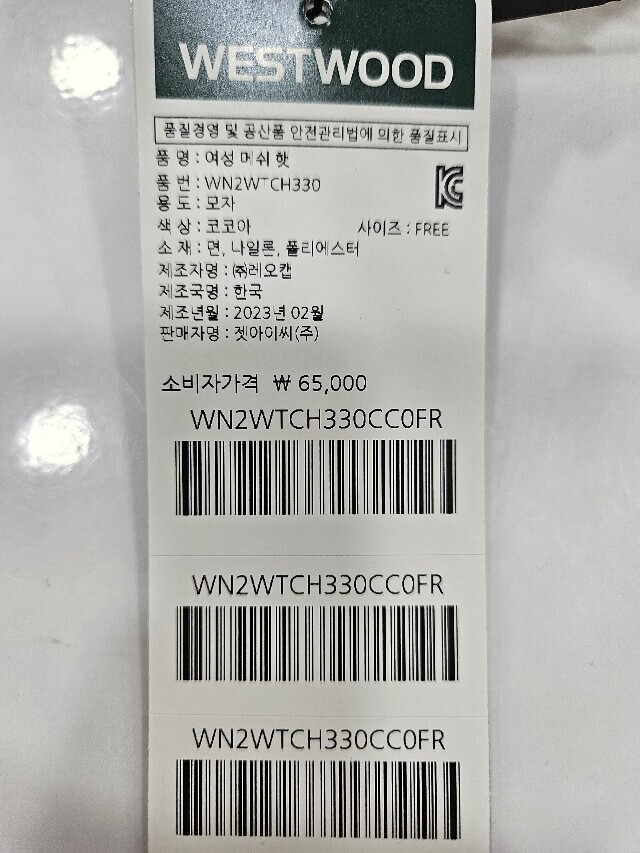 WESTWOOD
품질경영 및 공산품 안전관리법에 의한 품질표시
품 명 : 여성 메쉬 햇
품 번 : WN2WTCH330
용 도 : 모자
색 상 : 코코아 사이즈 : FREE
소 재 : 면, 나일론, 폴리에스터
제조자명 : ㈜레오캡
제조국명 : 한국
제조년월 : 2023년 02월
판매자명 : 젯아이씨(주)
소비자가격 ₩ 65,000
WN2WTCH330CC0FR
WN2WTCH330CC0FR
WN2WTCH330CC0FR